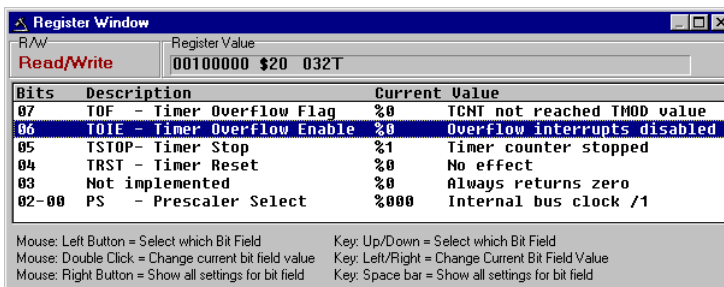 Register Window
R/W
Register Value
Read/Write
00100000 $20 032T
Bits Description Current Value
07 TOF - Timer Overflow Flag %0 TCNT not reached TMOD value
06 TOIE - Timer Overflow Enable %0 Overflow interrupts disabled
05 TSTOP- Timer Stop %1 Timer counter stopped
04 TRST - Timer Reset %0 No effect
03 Not implemented %0 Always returns zero
02-00 PS - Prescaler Select %000 Internal bus clock /1
Mouse: Left Button = Select which Bit Field Key: Up/Down = Select which Bit Field
Mouse: Double Click = Change current bit field value Key: Left/Right = Change Current Bit Field Value
Mouse: Right Button = Show all settings for bit field Key: Space bar = Show all settings for bit field